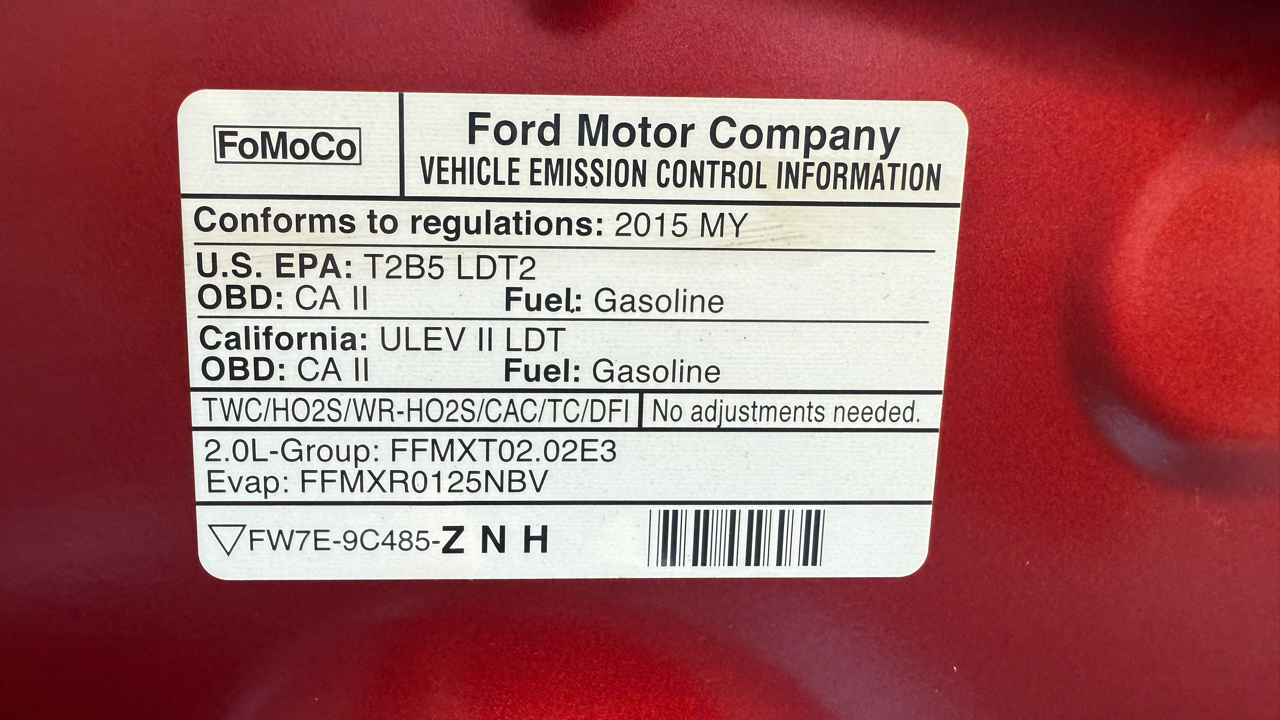 FoMoCo
Ford Motor Company
VEHICLE EMISSION CONTROL INFORMATION
Conforms to regulations: 2015 MY
U.S. EPA: T2B5 LDT2
OBD: CA II Fuel: Gasoline
California: ULEV II LDT
OBD: CA II Fuel: Gasoline
TWC/HO2S/WR-HO2S/CAC/TC/DFI No adjustments needed.
2.0L-Group: FFMXT02.02E3
Evap: FFMXR0125NBV
FW7E-9C485-Z N H